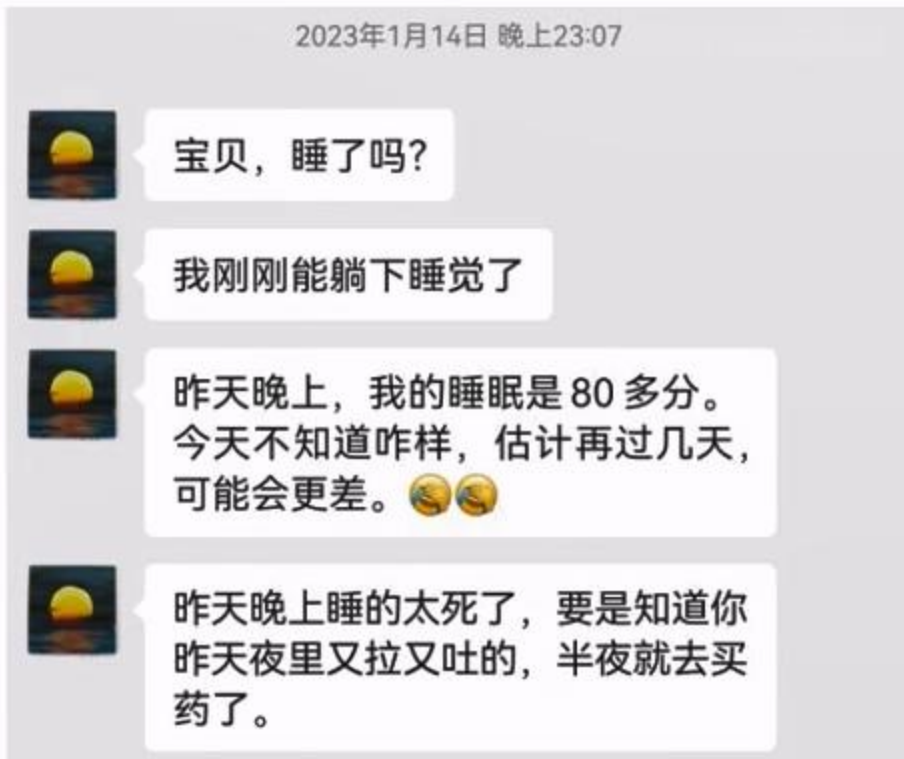 2023年1月14日 晚上23:07
宝贝，睡了吗？
我刚刚能躺下睡觉了
昨天晚上，我的睡眠是80多分。
今天不知道咋样，估计再过几天，
可能会更差。
昨天晚上睡的太死了，要是知道你
昨天夜里又拉又吐的，半夜就去买
药了。